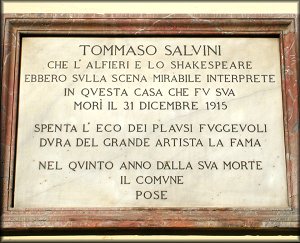 TOMMASO SALVINI
CHE L'ALFIERI E LO SHAKESPEARE
EBBERO SVLLA SCENA MIRABILE INTERPRETE
IN QVESTA CASA CHE FV SVA
MORÌ IL 31 DICEMBRE 1915
SPENTA L'ECO DEI PLAVSI FVGGEVOLI
DVRA DEL GRANDE ARTISTA LA FAMA
NEL QVINTO ANNO DALLA SVA MORTE
IL COMVNE
POSE